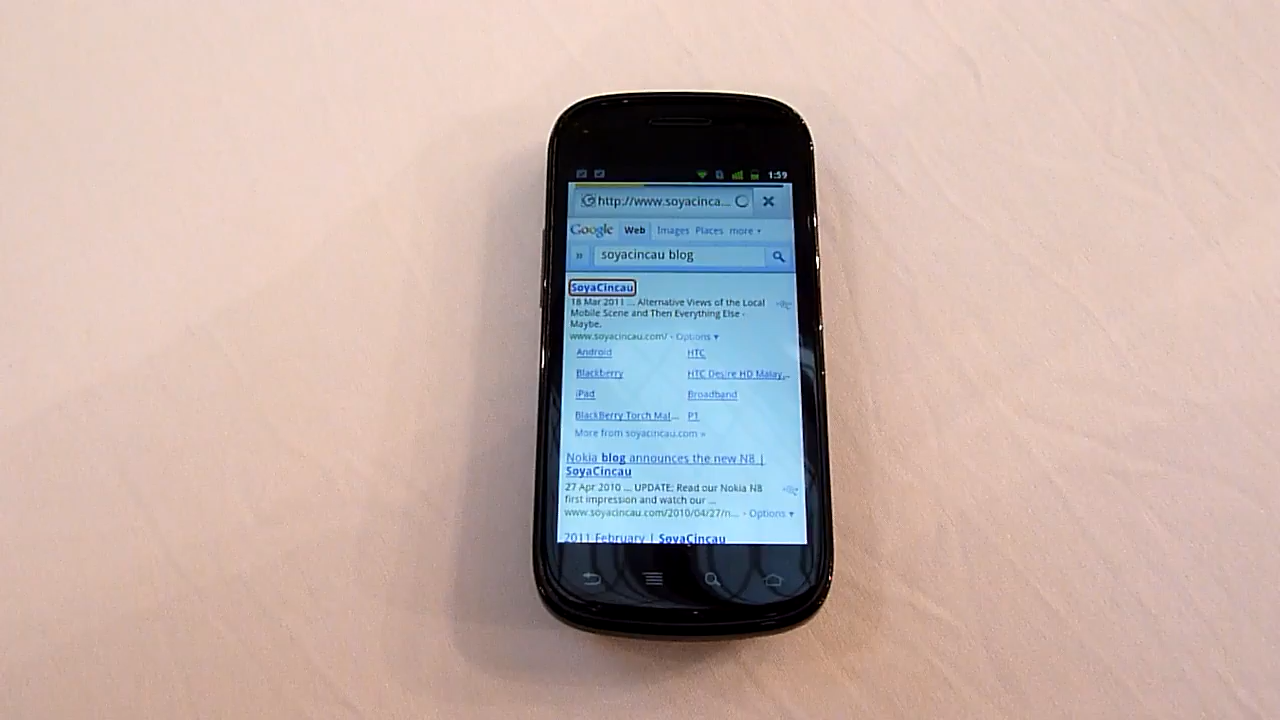 1:59
http://www.soyacinca...
Google Web Images Places more
» soyacincau blog
SoyaCincau
18 Mar 2011 ... Alternative Views of the Local
Mobile Scene and Then Everything Else -
Maybe.
www.soyacincau.com/ - Options ▾
Android HTC
Blackberry HTC Desire HD Malay...
iPad Broadband
BlackBerry Torch Mal... P1
More from soyacincau.com »
Nokia blog announces the new N8 |
SoyaCincau
27 Apr 2010 ... UPDATE: Read our Nokia N8
first impression and watch our ...
www.soyacincau.com/2010/04/27/n... - Options ▾
2011 February | SoyaCincau